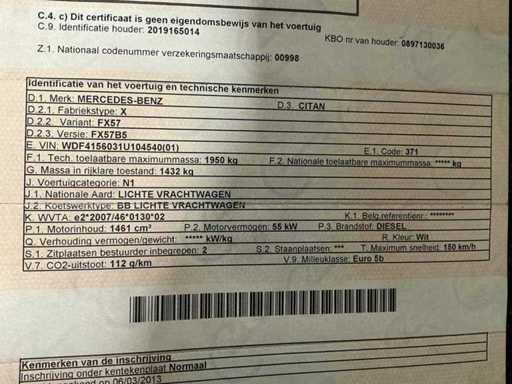 C.4. c) Dit certificaat is geen eigendomsbewijs van het voertuig
C.9. Identificatie houder: 2019165014
KBO nr van houder: 0897130036
Z.1. Nationaal codenummer verzekeringsmaatschappij: 00998
Identificatie van het voertuig en technische kenmerken
D.1. Merk: MERCEDES-BENZ D.3. CITAN
D.2.1. Fabriekstype: X
D.2.2. Variant: FX57
D.2.3. Versie: FX57B5
E. VIN: WDF4156031U104540(01) E.1. Code: 371
F.1. Tech. toelaatbare maximummassa: 1950 kg F.2. Nationale toelaatbare maximummassa: ***** kg
G. Massa in rijklare toestand: 1432 kg
J. Voertuigcategorie: N1
J.1. Nationale Aard: LICHTE VRACHTWAGEN
J.2. Koetswerktype: BB LICHTE VRACHTWAGEN
K. WVTA. e2*2007/46*0130*02 K.1. Belg.referentienr.: ********
P.1. Motorinhoud: 1461 cm³ P.2. Motorvermogen: 55 kW P.3. Brandstof: DIESEL
Q. Verhouding vermogen/gewicht: ***** kW/kg R. Kleur: Wit
S.1. Zitplaatsen bestuurder inbegrepen: 2 S.2. Staanplaatsen: *** T. Maximum snelheid: 150 km/h
V.7. CO2-uitstoot: 112 g/km V.9. Milieuklasse: Euro 5b
Kenmerken van de inschrijving
Inschrijving onder kentekenplaat Normaal
06/03/2013